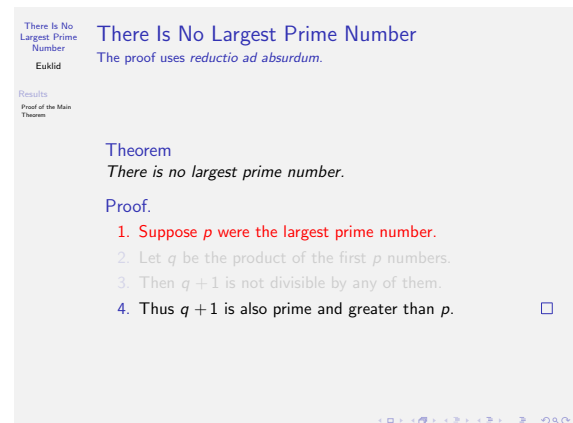 There Is No
Largest Prime
Number
Euklid
Results
Proof of the Main
Theorem
There Is No Largest Prime Number
The proof uses reductio ad absurdum.
Theorem
There is no largest prime number.
Proof.
1. Suppose p were the largest prime number.
2. Let q be the product of the first p numbers.
3. Then q + 1 is not divisible by any of them.
4. Thus q + 1 is also prime and greater than p.